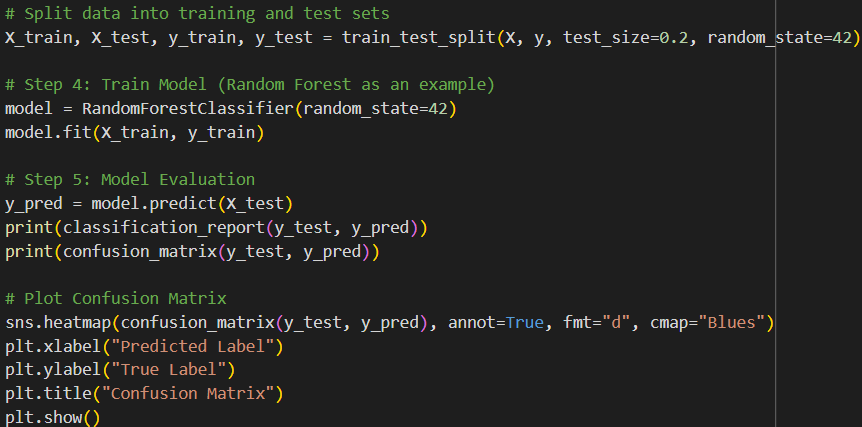 # Split data into training and test sets
X_train, X_test, y_train, y_test = train_test_split(X, y, test_size=0.2, random_state=42)
# Step 4: Train Model (Random Forest as an example)
model = RandomForestClassifier(random_state=42)
model.fit(X_train, y_train)
# Step 5: Model Evaluation
y_pred = model.predict(X_test)
print(classification_report(y_test, y_pred))
print(confusion_matrix(y_test, y_pred))
# Plot Confusion Matrix
sns.heatmap(confusion_matrix(y_test, y_pred), annot=True, fmt="d", cmap="Blues")
plt.xlabel("Predicted Label")
plt.ylabel("True Label")
plt.title("Confusion Matrix")
plt.show()